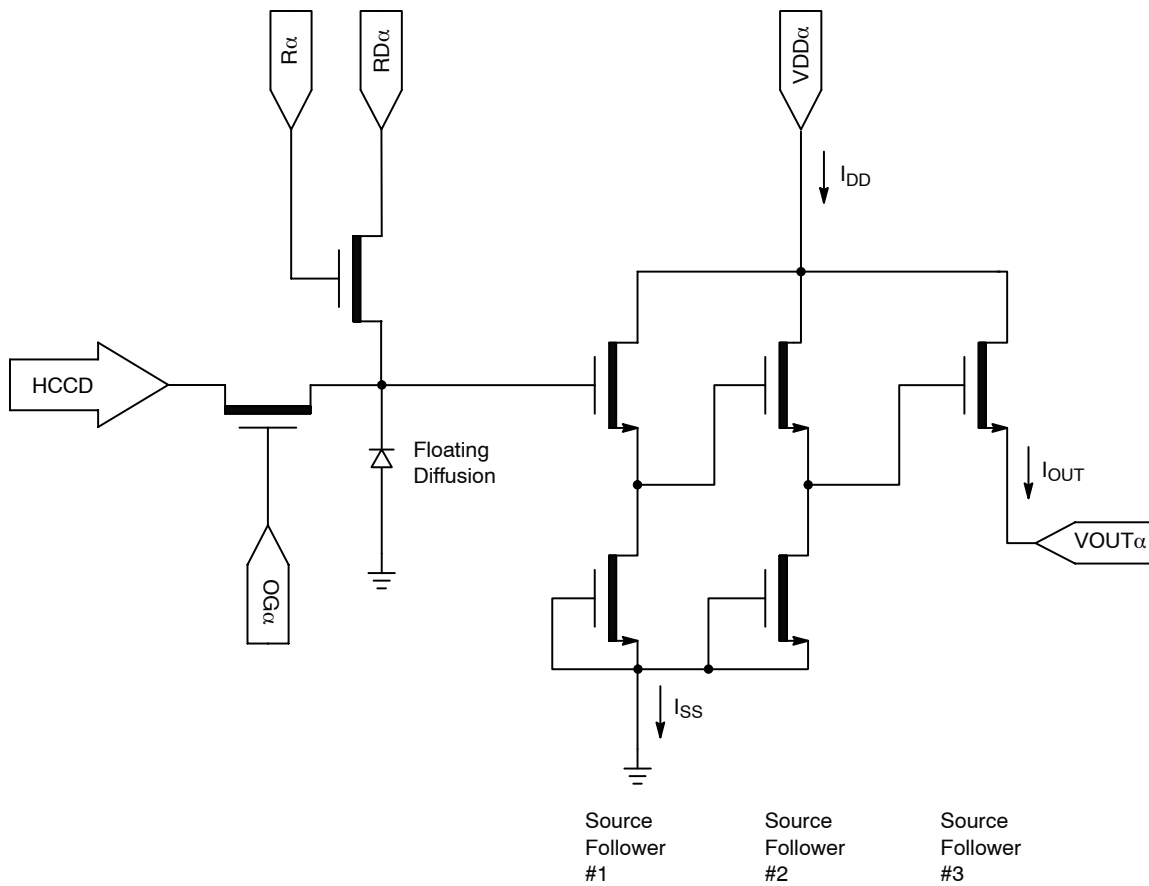 Rα
RDα
VDDα
IDD
HCCD
Floating
Diffusion
IOUT
VOUTα
OGα
ISS
Source
Follower
#1
Source
Follower
#2
Source
Follower
#3